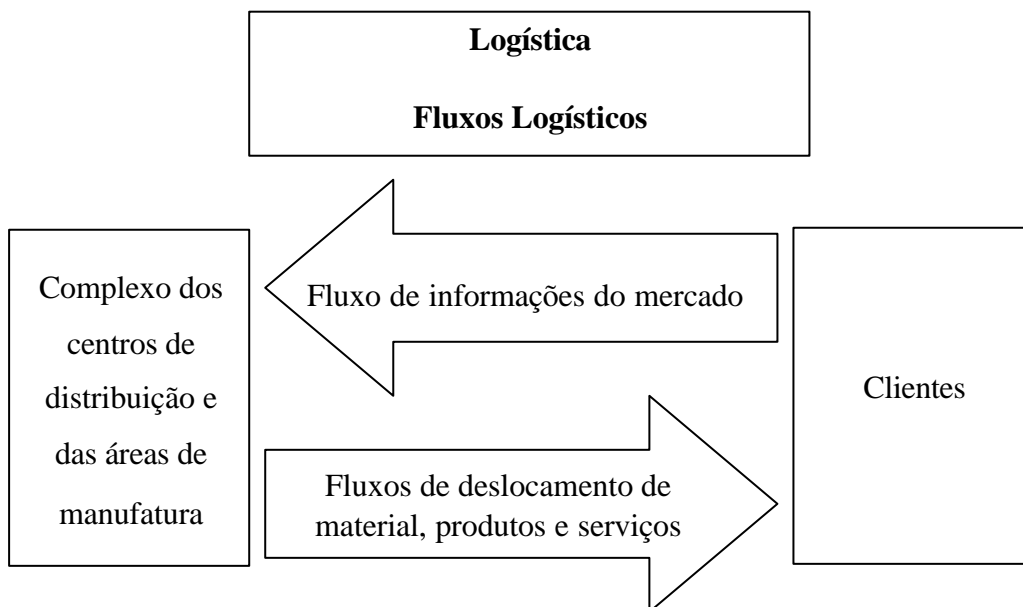 Logística
Fluxos Logísticos
Complexo dos
centros de
distribuição e
das áreas de
manufatura
Fluxo de informações do mercado
Fluxos de deslocamento de
material, produtos e serviços
Clientes